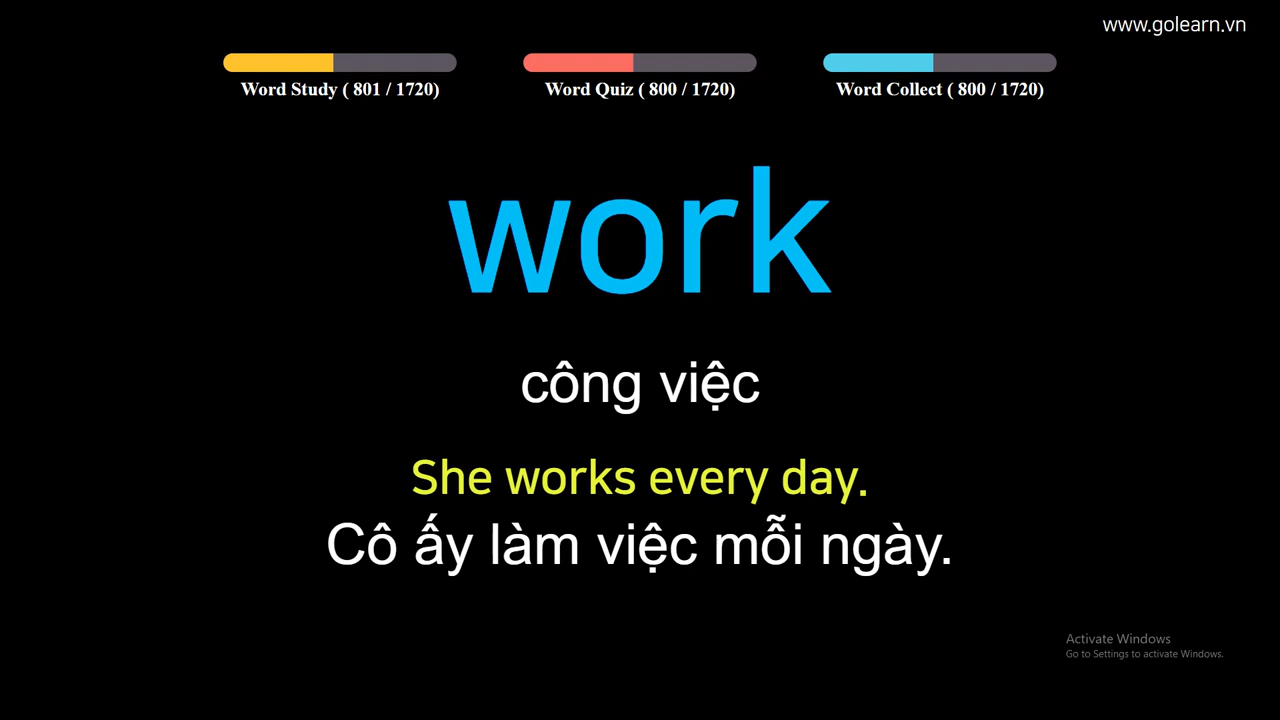 www.golearn.vn
Word Study ( 801 / 1720)
Word Quiz ( 800 / 1720)
Word Collect ( 800 / 1720)
work
công việc
She works every day.
Cô ấy làm việc mỗi ngày.
Activate Windows
Go to Settings to activate Windows.